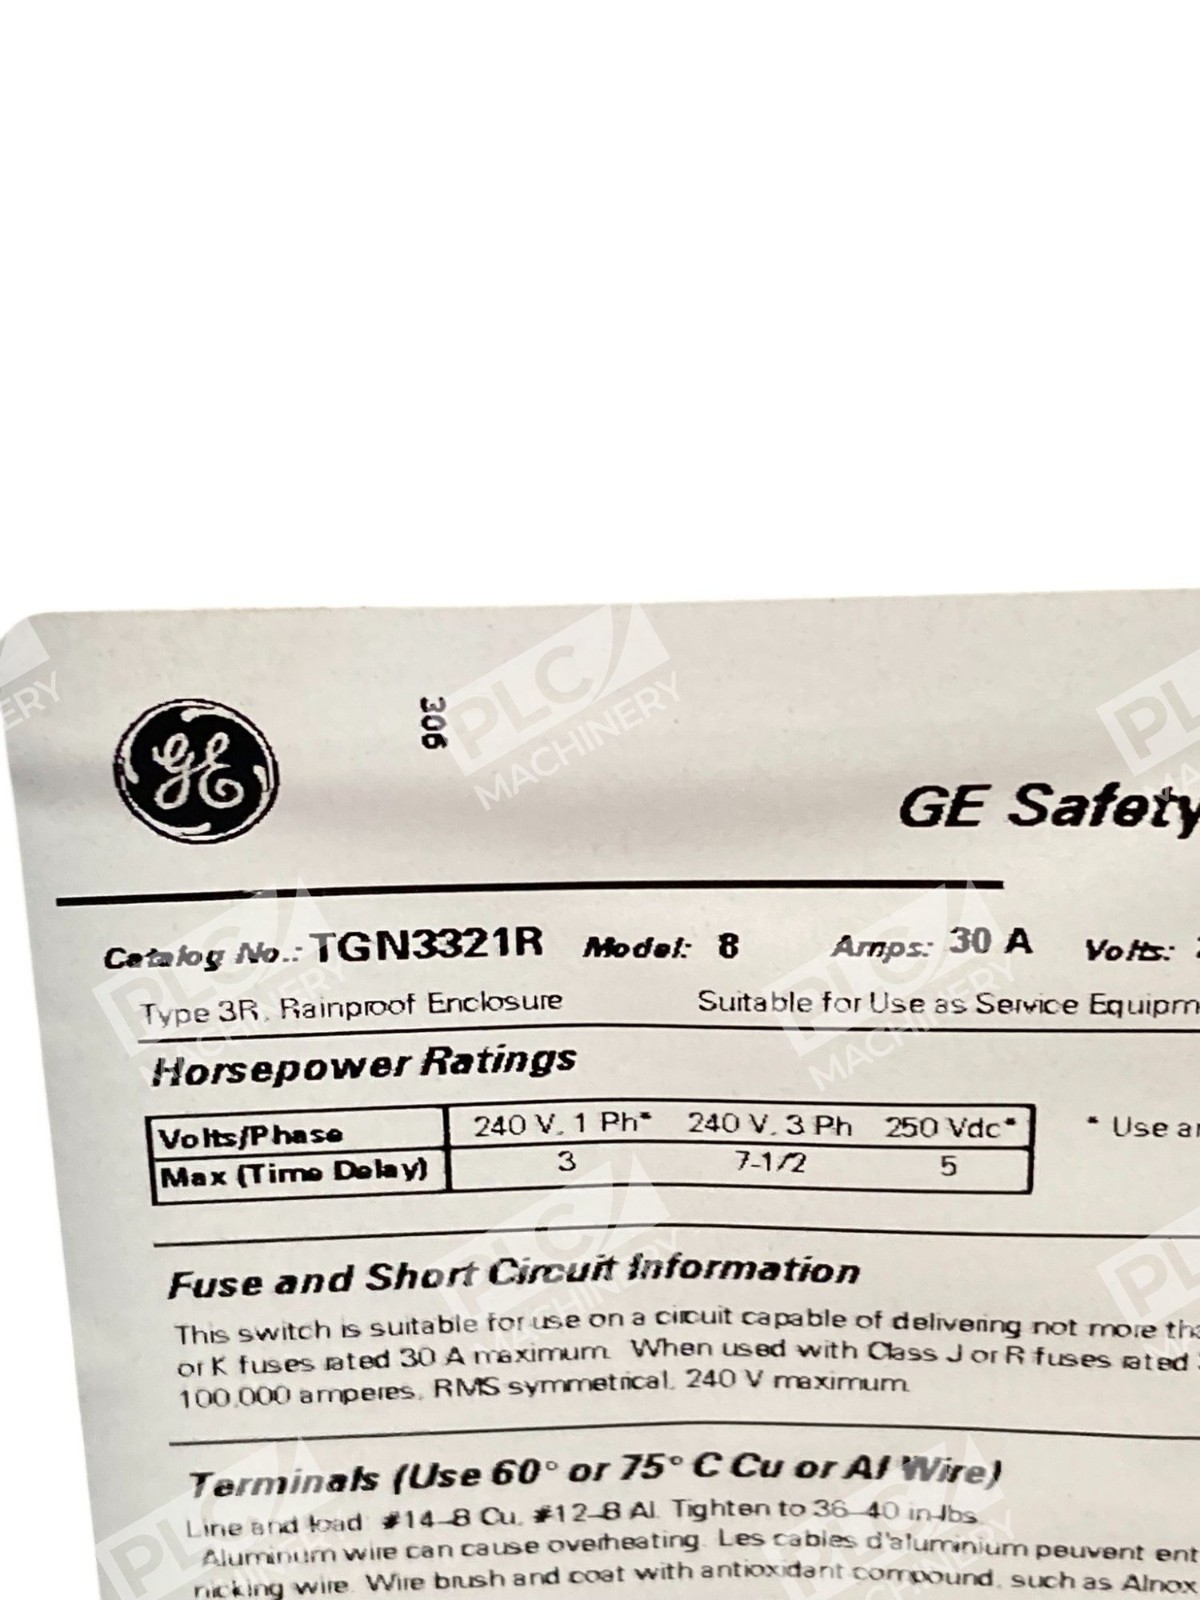 GE
306
GE Safety
Catalog No.: TGN3321R Model: 8 Amps: 30 A Volts:
Type 3R, Rainproof Enclosure Suitable for Use as Service Equipm
Horsepower Ratings
Volts/Phase 240 V, 1 Ph* 240 V, 3 Ph 250 Vdc* * Use
Max (Time Delay) 3 7-1/2 5
Fuse and Short Circuit Information
This switch is suitable for use on a circuit capable of delivering not more
or K fuses rated 30 A maximum. When used with Class J or R fuses rated
100,000 amperes, RMS symmetrical, 240 V maximum.
Terminals (Use 60° or 75° C Cu or Al Wire)
Line and load: #14-8 Cu, #12-8 Al. Tighten to 36-40 in-lbs.
Aluminum wire can cause overheating. Les cables d'aluminium peuvent ent
nicking wire. Wire brush and coat with antioxidant compound, such as Alnox
PLC MACHINERY